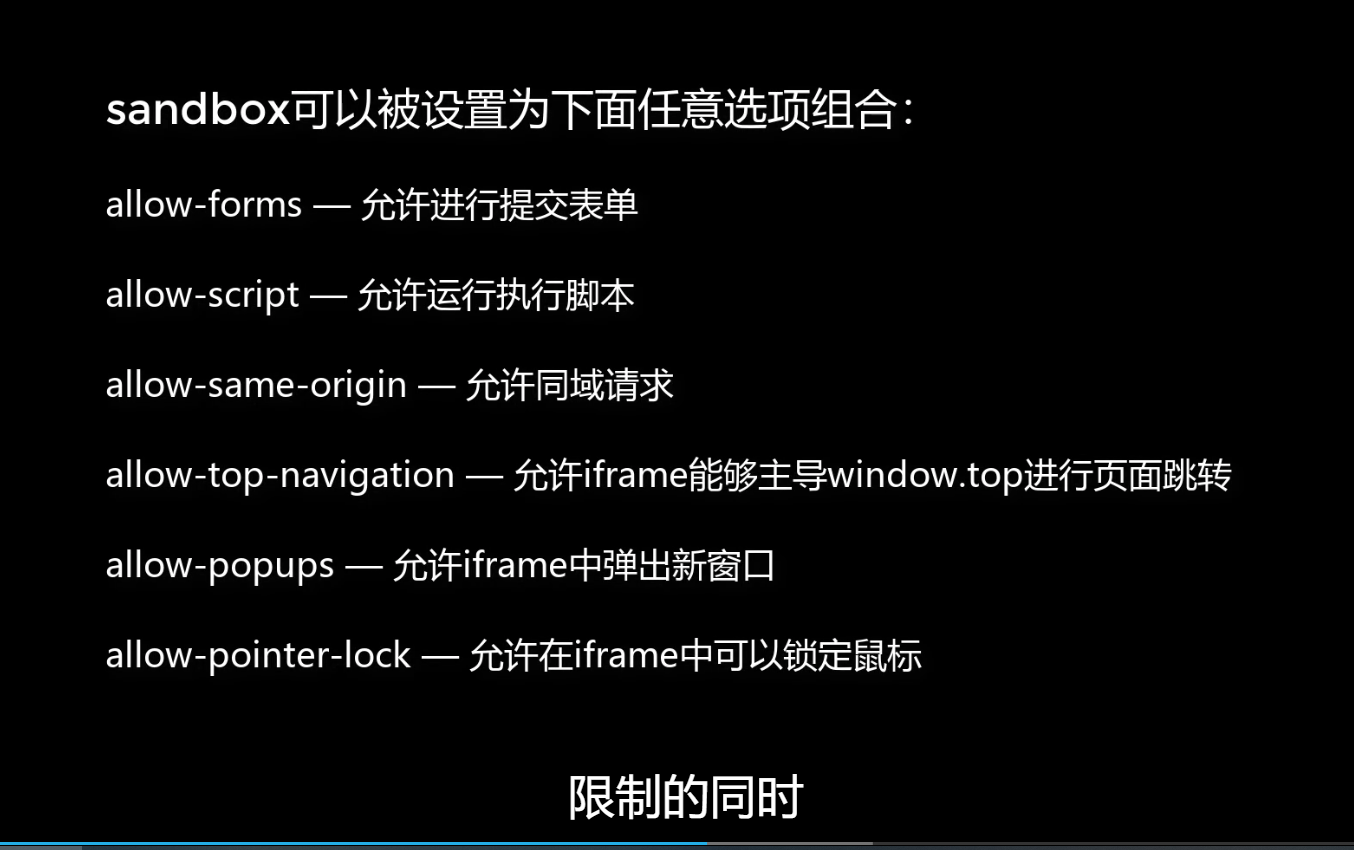 sandbox可以被设置为下面任意选项组合：
allow-forms — 允许进行提交表单
allow-script — 允许运行执行脚本
allow-same-origin — 允许同域请求
allow-top-navigation — 允许iframe能够主导window.top进行页面跳转
allow-popups — 允许iframe中弹出新窗口
allow-pointer-lock — 允许在iframe中可以锁定鼠标
限制的同时